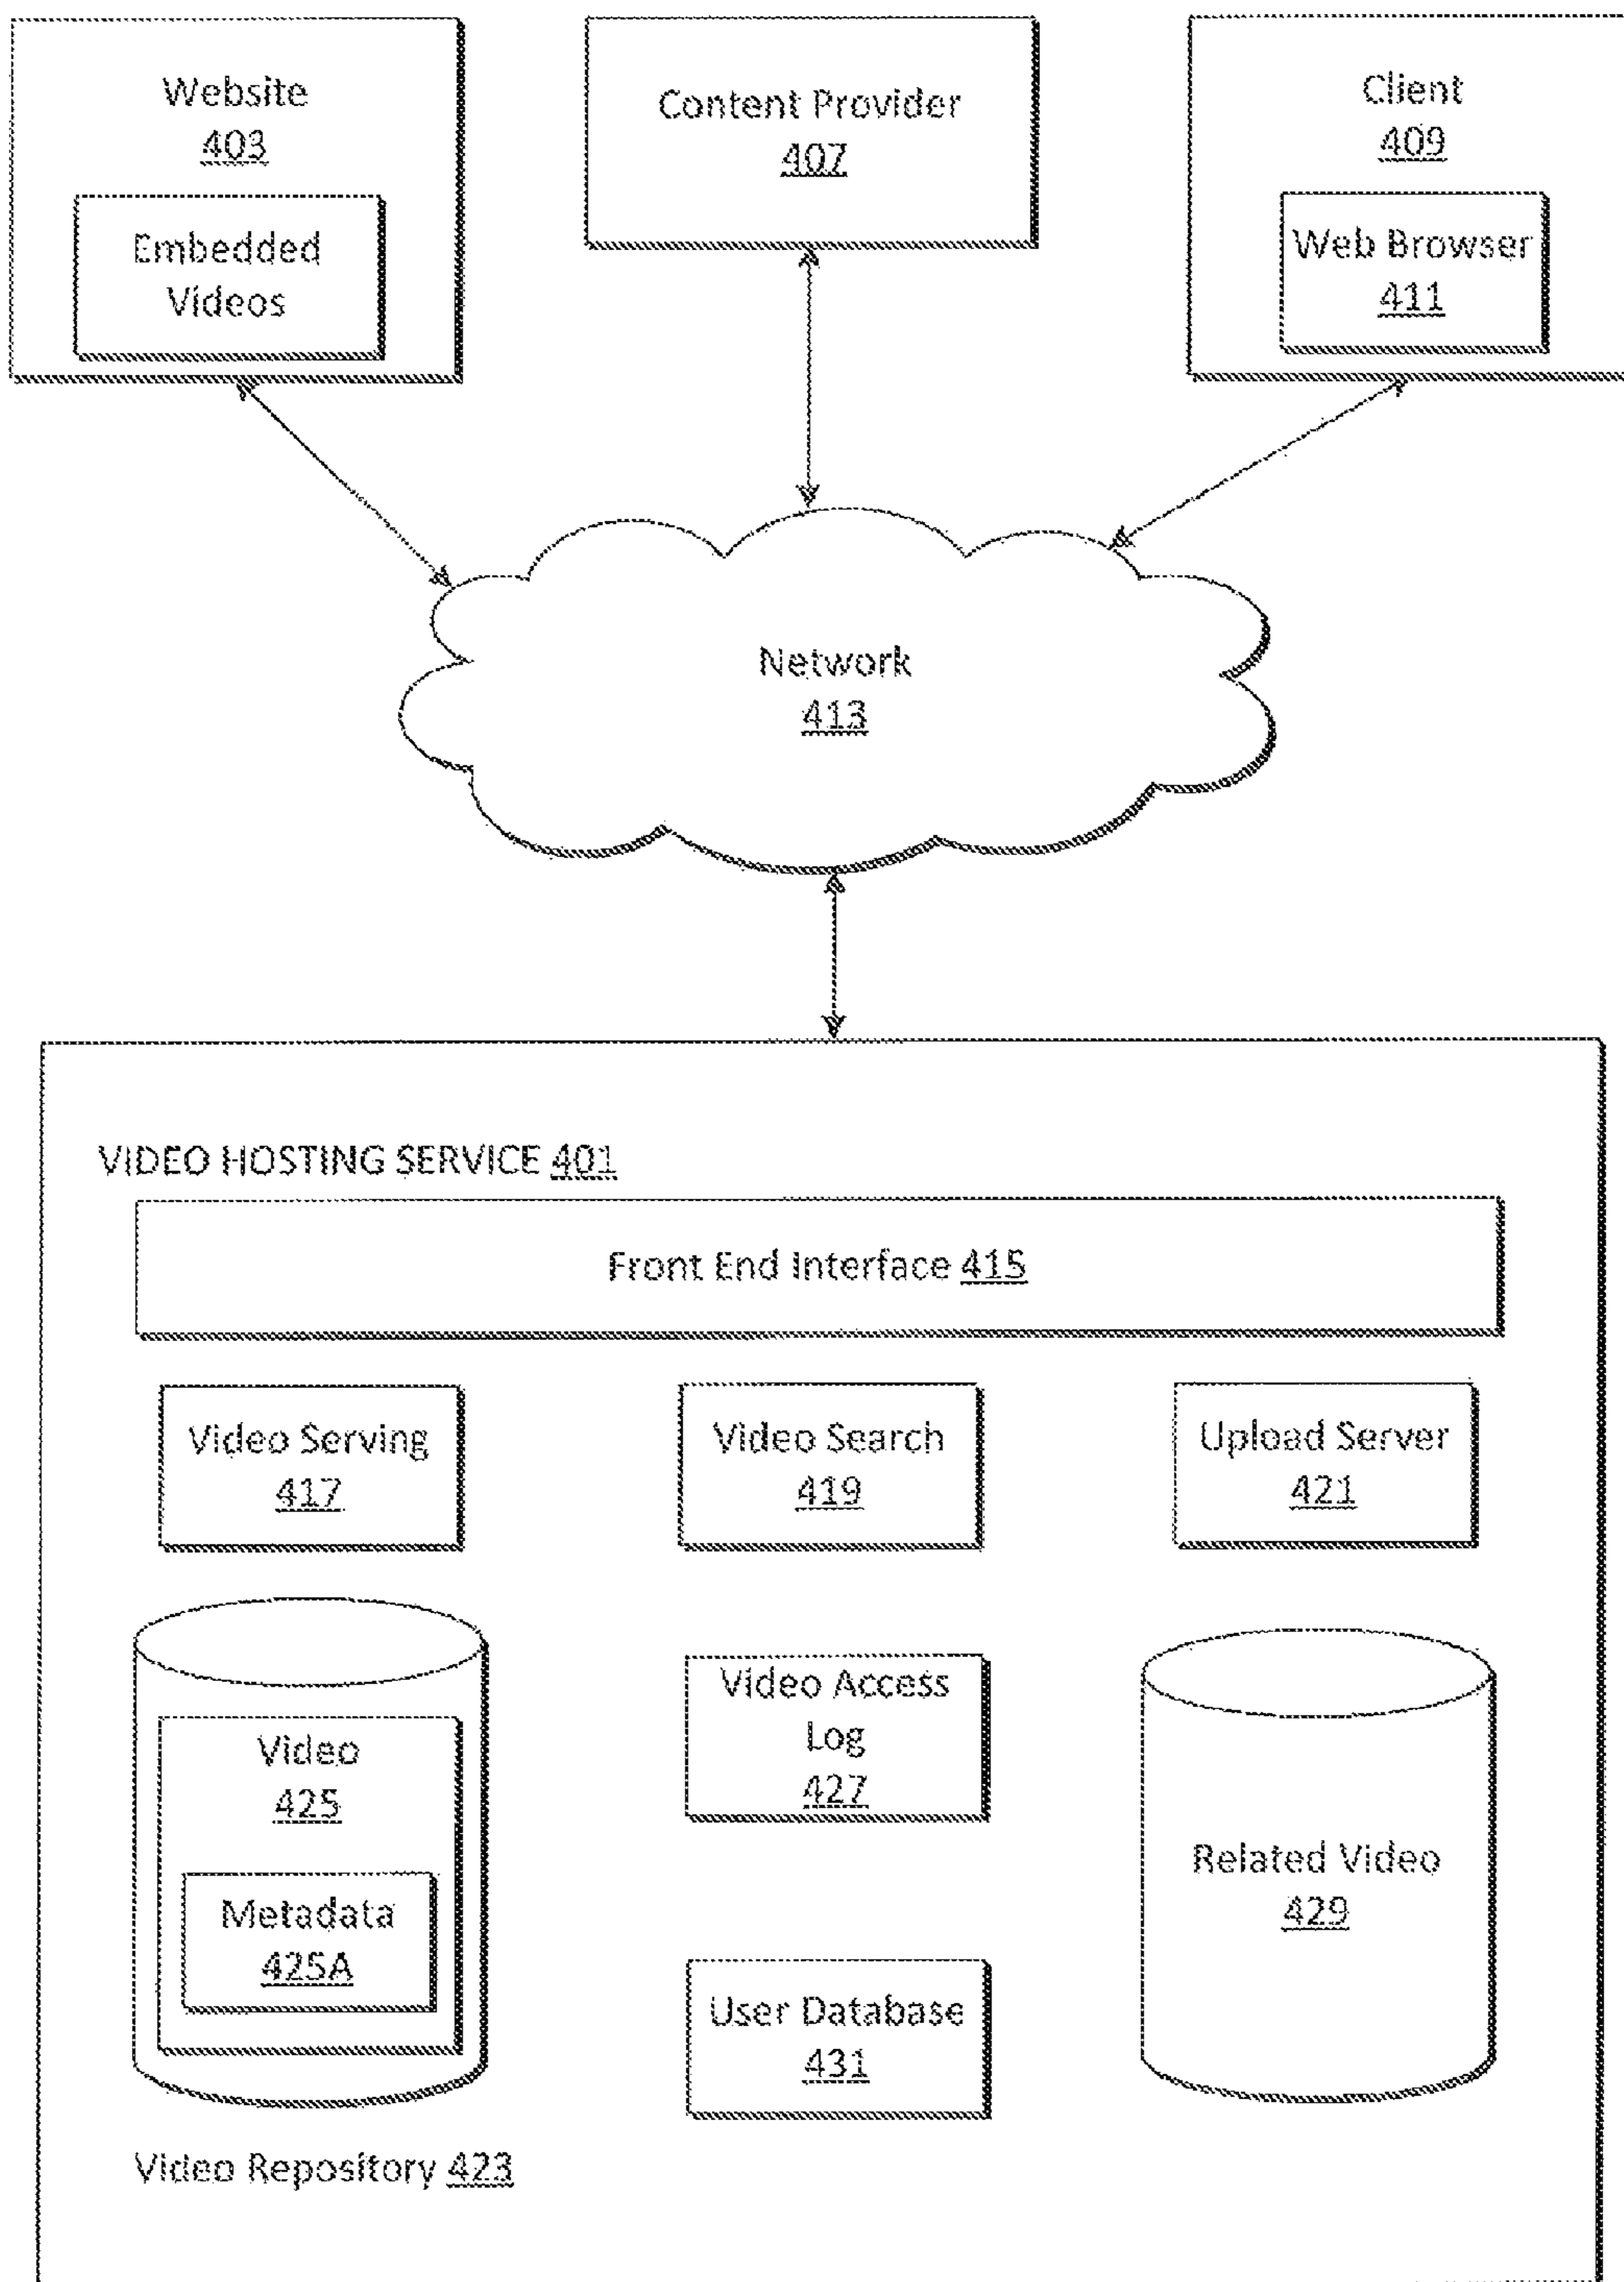 Website
403
Embedded
Videos
Content Provider
407
Client
409
Web Browser
411
Network
413
VIDEO HOSTING SERVICE 401
Front End Interface 415
Video Serving
417
Video Search
419
Upload Server
421
Video
425
Metadata
425A
Video Repository 423
Video Access
Log
427
User Database
431
Related Video
429